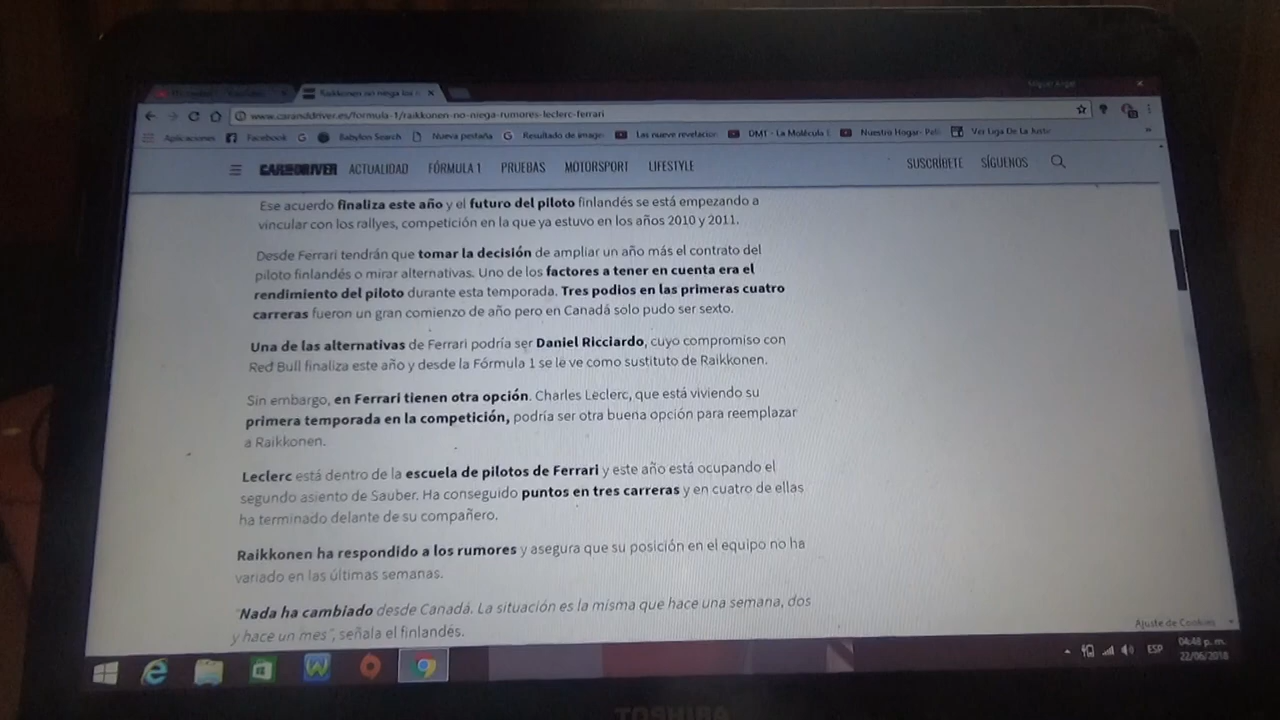 Raikkonen no niega los r
Miguel Angel
www.caranddriver.es/formula-1/raikkonen-no-niega-rumores-leclerc-ferrari
Aplicaciones Facebook Babylon Search Nueva pestaña Resultado de image Las nueve revelacion DMT - La Molécula Nuestro Hogar- Pelí Ver Liga De La Justic »
CAR AND DRIVER ACTUALIDAD FÓRMULA 1 PRUEBAS MOTORSPORT LIFESTYLE SUSCRÍBETE SÍGUENOS
Ese acuerdo finaliza este año y el futuro del piloto finlandés se está empezando a
vincular con los rallyes, competición en la que ya estuvo en los años 2010 y 2011.
Desde Ferrari tendrán que tomar la decisión de ampliar un año más el contrato del
piloto finlandés o mirar alternativas. Uno de los factores a tener en cuenta era el
rendimiento del piloto durante esta temporada. Tres podios en las primeras cuatro
carreras fueron un gran comienzo de año pero en Canadá solo pudo ser sexto.
Una de las alternativas de Ferrari podría ser Daniel Ricciardo, cuyo compromiso con
Red Bull finaliza este año y desde la Fórmula 1 se le ve como sustituto de Raikkonen.
Sin embargo, en Ferrari tienen otra opción. Charles Leclerc, que está viviendo su
primera temporada en la competición, podría ser otra buena opción para reemplazar
a Raikkonen.
Leclerc está dentro de la escuela de pilotos de Ferrari y este año está ocupando el
segundo asiento de Sauber. Ha conseguido puntos en tres carreras y en cuatro de ellas
ha terminado delante de su compañero.
Raikkonen ha respondido a los rumores y asegura que su posición en el equipo no ha
variado en las últimas semanas.
"Nada ha cambiado desde Canadá. La situación es la misma que hace una semana, dos
y hace un mes", señala el finlandés.
Ajuste de Cookies
ESP 04:48 p. m.
22/06/2018
TOSHIBA